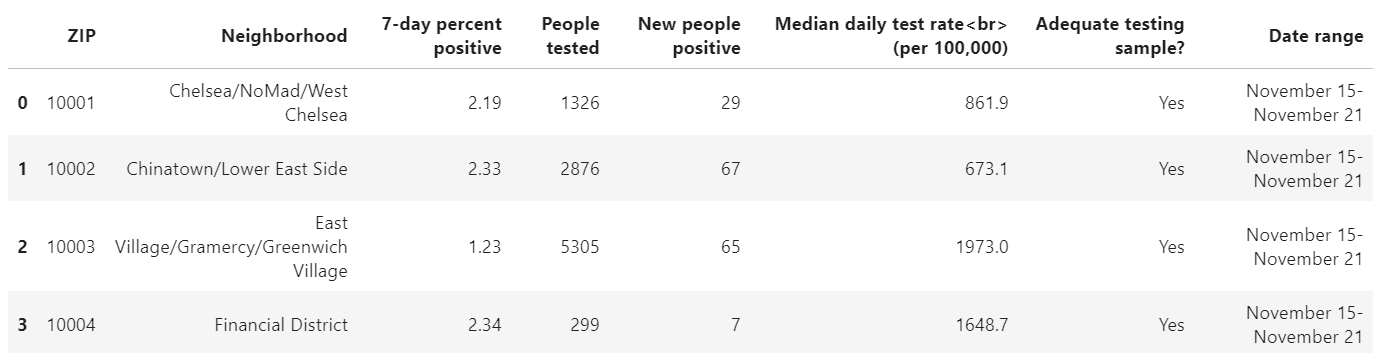 ZIP Neighborhood 7-day percent positive People tested New people positive Median daily test rate<br> (per 100,000) Adequate testing sample? Date range
0 10001 Chelsea/NoMad/West Chelsea 2.19 1326 29 861.9 Yes November 15-November 21
1 10002 Chinatown/Lower East Side 2.33 2876 67 673.1 Yes November 15-November 21
2 10003 East Village/Gramercy/Greenwich Village 1.23 5305 65 1973.0 Yes November 15-November 21
3 10004 Financial District 2.34 299 7 1648.7 Yes November 15-November 21